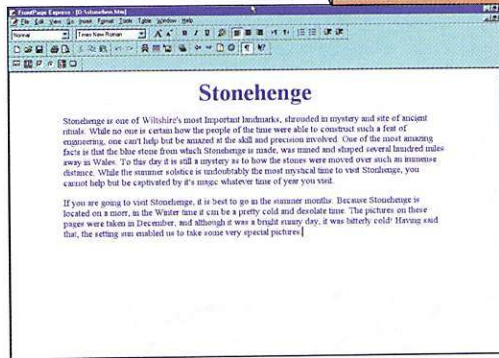 FrontPage Express - [D:\stonehen.htm]
File Edit View Go Insert Format Tools Table Window Help
Normal Times New Roman
Stonehenge
Stonehenge is one of Wiltshire's most Important landmarks, shrouded in mystery and site of ancient
rituals. While no one is certain how the people of the time were able to construct such a feat of
engineering, one can't help but be amazed at the skill and precision involved. One of the most amazing
facts is that the blue stone from which Stonehenge is made, was mined and shaped several hundred miles
away in Wales. To this day it is still a mystery as to how the stones were moved over such an immense
distance. While the summer solstice is undoubtably the most mystical time to visit Stonhenge, you
cannot help but be captivated by it's magic whatever time of year you visit.
If you are going to visit Stonehenge, it is best to go in the summer months. Because Stonehenge is
located on a moor, in the Winter time it can be a pretty cold and desolate time. The pictures on these
pages were taken in December, and although it was a bright sunny day, it was bitterly cold! Having said
that, the setting sun enabled us to take some very special pictures.